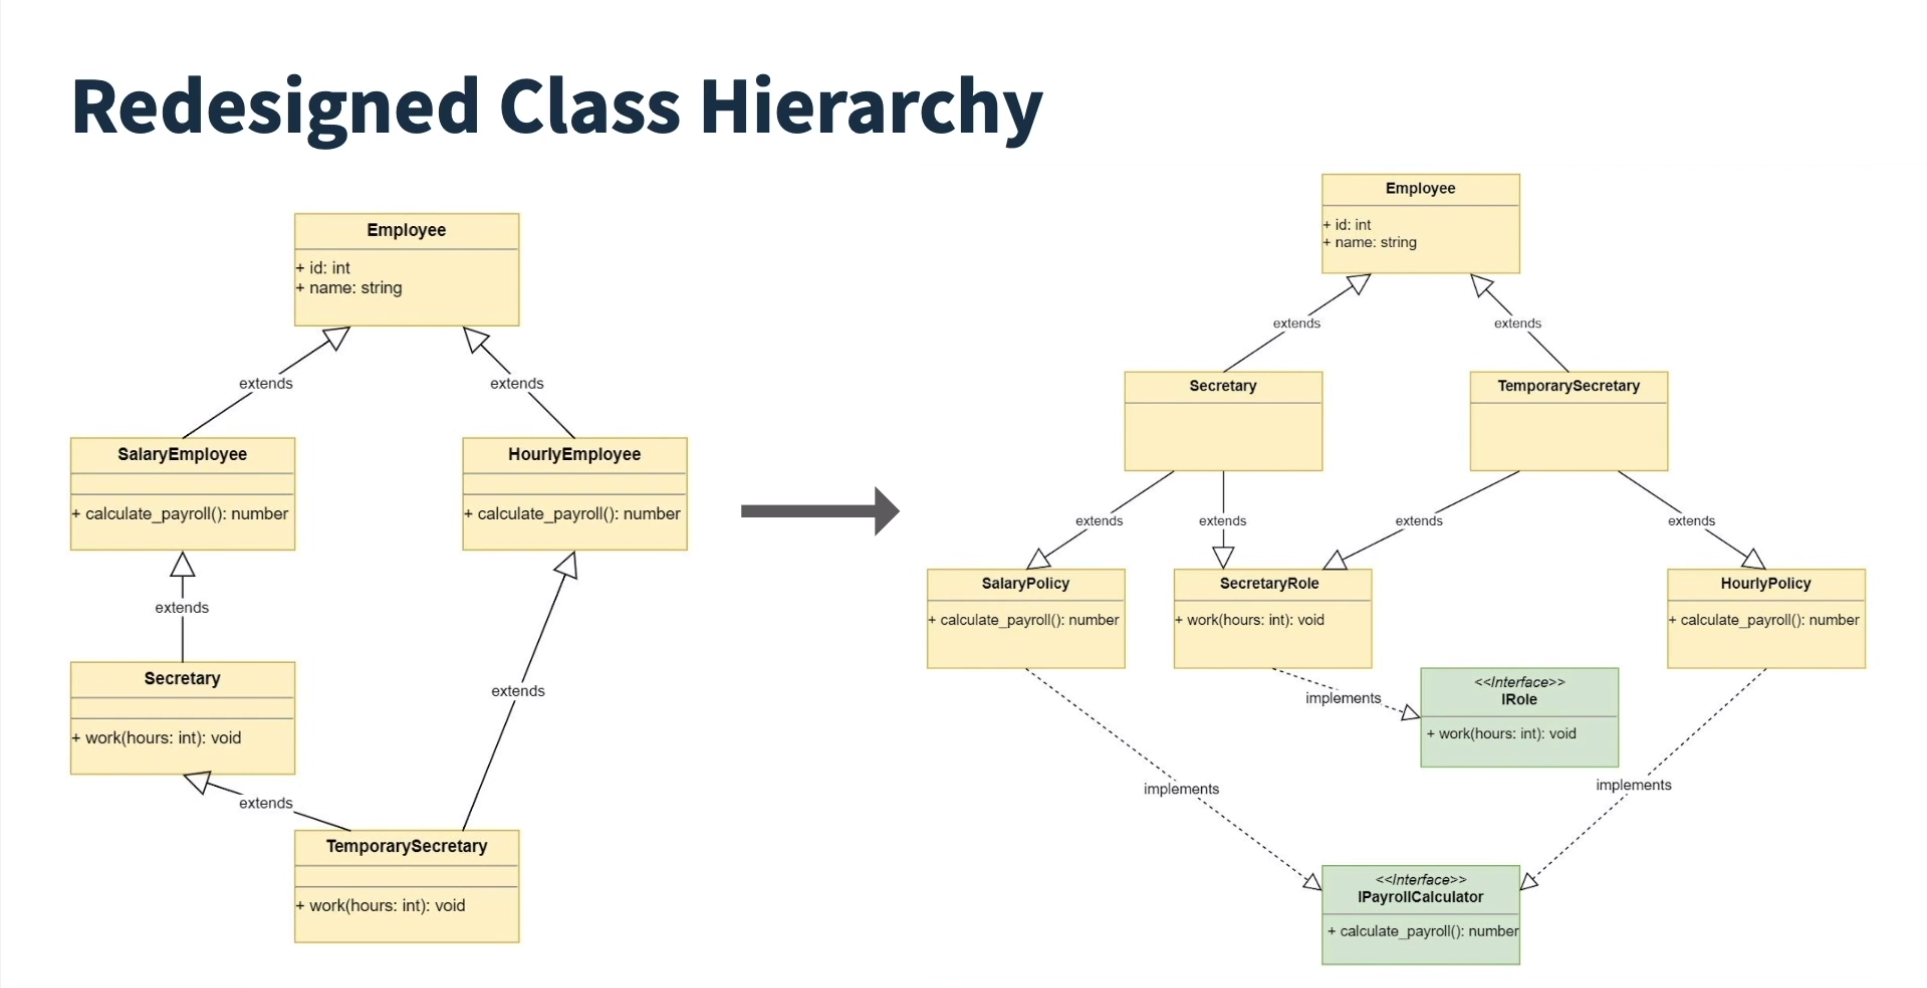 Redesigned Class Hierarchy
Employee
+ id: int
+ name: string
extends
extends
SalaryEmployee
+ calculate_payroll(): number
HourlyEmployee
+ calculate_payroll(): number
extends
extends
Secretary
+ work(hours: int): void
extends
TemporarySecretary
+ work(hours: int): void
Employee
+ id: int
+ name: string
extends
extends
Secretary
TemporarySecretary
extends
extends
extends
extends
SalaryPolicy
+ calculate_payroll(): number
SecretaryRole
+ work(hours: int): void
HourlyPolicy
+ calculate_payroll(): number
implements
<<Interface>>
IRole
+ work(hours: int): void
implements
implements
<<Interface>>
IPayrollCalculator
+ calculate_payroll(): number